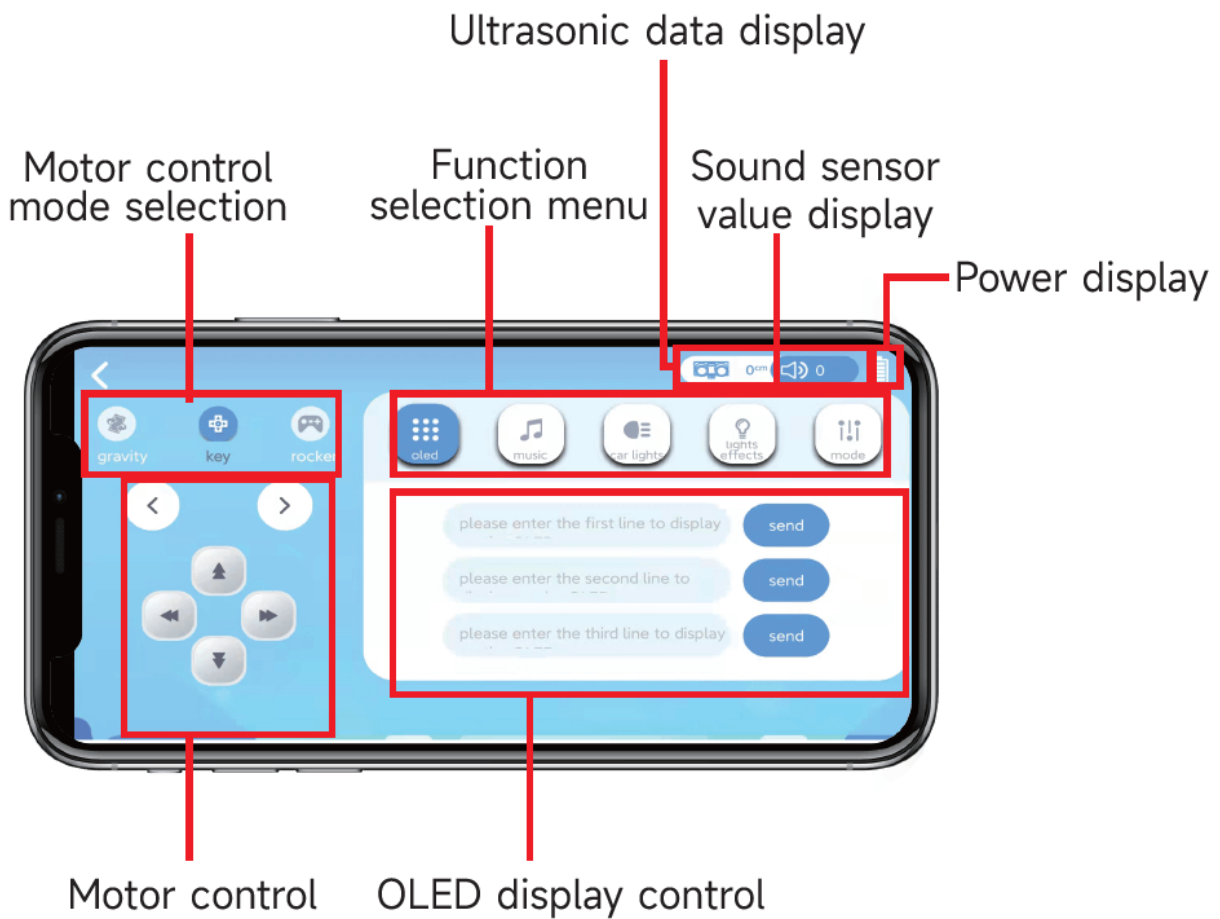 Ultrasonic data display
Motor control
mode selection
Function
selection menu
Sound sensor
value display
Power display
0cm
0
gravity
key
rocker
oled
music
car lights
lights
effects
mode
please enter the first line to display
send
please enter the second line to
send
please enter the third line to display
send
Motor control
OLED display control